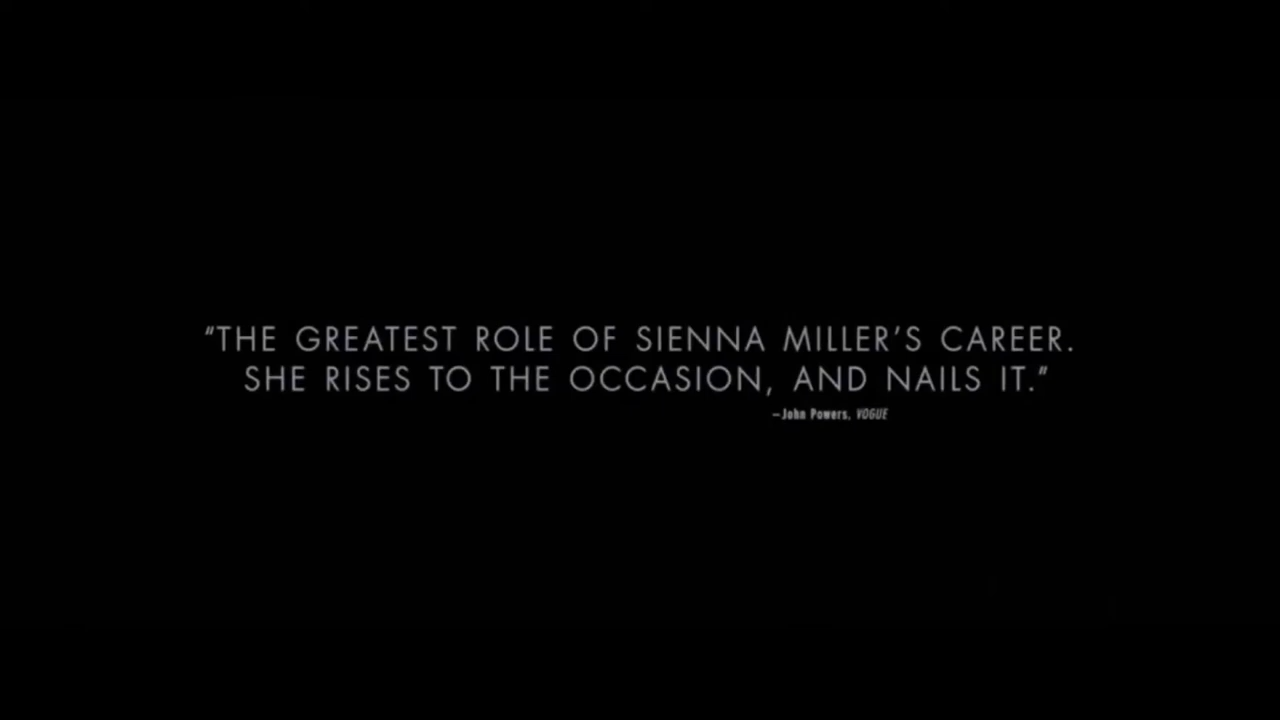 “THE GREATEST ROLE OF SIENNA MILLER’S CAREER.
SHE RISES TO THE OCCASION, AND NAILS IT.”
–John Powers, VOGUE